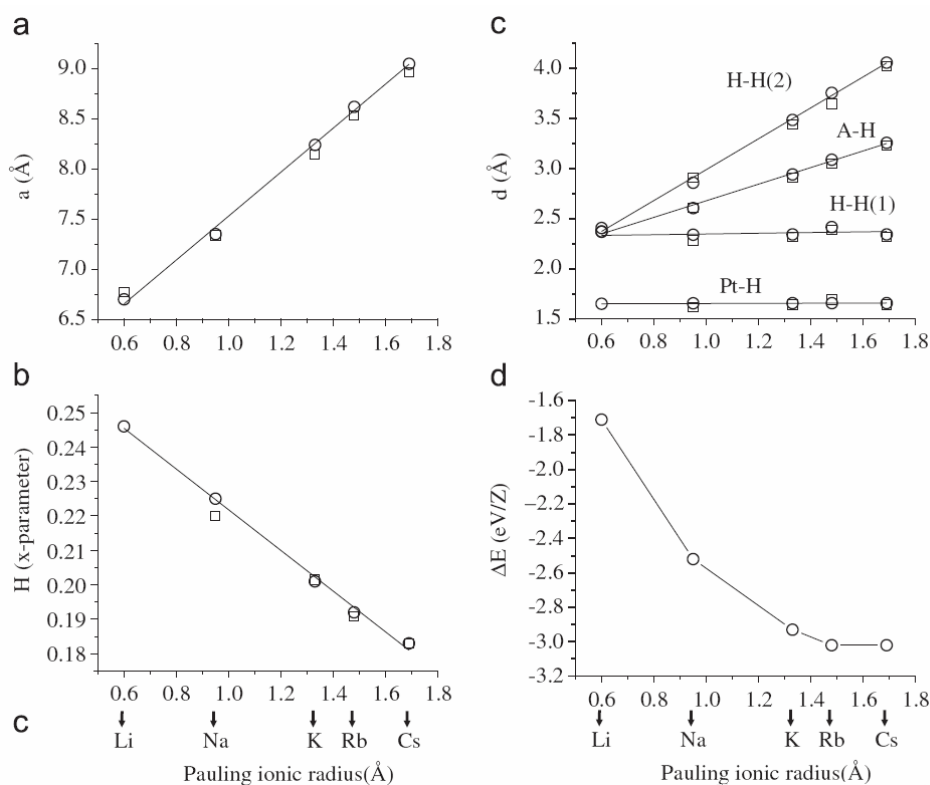 a
9.0
8.5
8.0
7.5
7.0
6.5
a (Å)
0.6 0.8 1.0 1.2 1.4 1.6 1.8
c
4.0
3.5
3.0
2.5
2.0
1.5
d (Å)
H-H(2)
A-H
H-H(1)
Pt-H
0.6 0.8 1.0 1.2 1.4 1.6 1.8
b
0.25
0.24
0.23
0.22
0.21
0.20
0.19
0.18
H (x-parameter)
0.6 0.8 1.0 1.2 1.4 1.6 1.8
c
Li Na K Rb Cs
Pauling ionic radius(Å)
d
-1.6
-1.8
-2.0
-2.2
-2.4
-2.6
-2.8
-3.0
-3.2
ΔE (eV/Z)
0.6 0.8 1.0 1.2 1.4 1.6 1.8
Li Na K Rb Cs
Pauling ionic radius(Å)